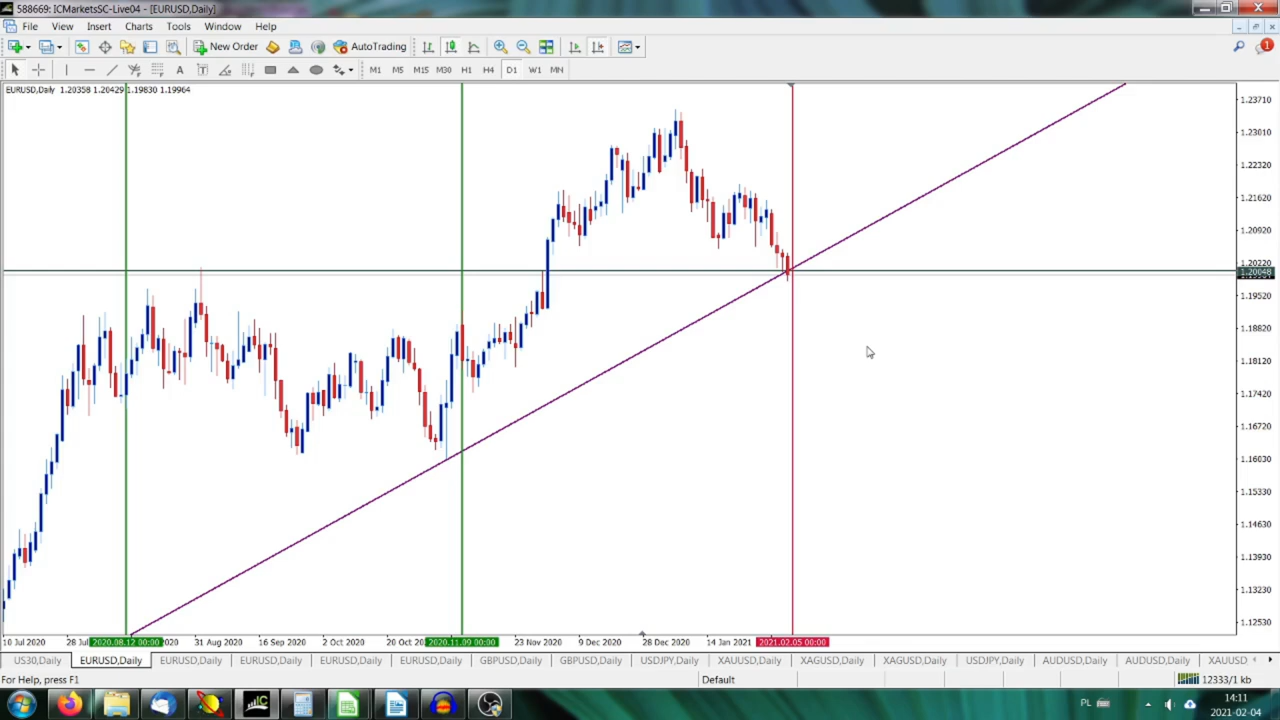 588669: ICMarketsSC-Live04 - [EURUSD,Daily]
File View Insert Charts Tools Window Help
New Order AutoTrading 1
A T M1 M5 M15 M30 H1 H4 D1 W1 MN
EURUSD,Daily 1.20358 1.20429 1.19830 1.19964
1.23710
1.23010
1.22320
1.21620
1.20920
1.20220
1.20048
1.19520
1.18820
1.18120
1.17420
1.16720
1.16030
1.15330
1.14630
1.13930
1.13230
1.12530
10 Jul 2020 28 Jul 2020.08.12 00:00 2020 31 Aug 2020 16 Sep 2020 2 Oct 2020 20 Oct 2020.11.09 00:00 23 Nov 2020 9 Dec 2020 28 Dec 2020 14 Jan 2021 2021.02.05 00:00
US30,Daily EURUSD,Daily EURUSD,Daily EURUSD,Daily EURUSD,Daily EURUSD,Daily GBPUSD,Daily GBPUSD,Daily USDJPY,Daily XAUUSD,Daily XAGUSD,Daily XAGUSD,Daily USDJPY,Daily AUDUSD,Daily AUDUSD,Daily XAUUSD
For Help, press F1 Default 12333/1 kb
PL 14:11
2021-02-04